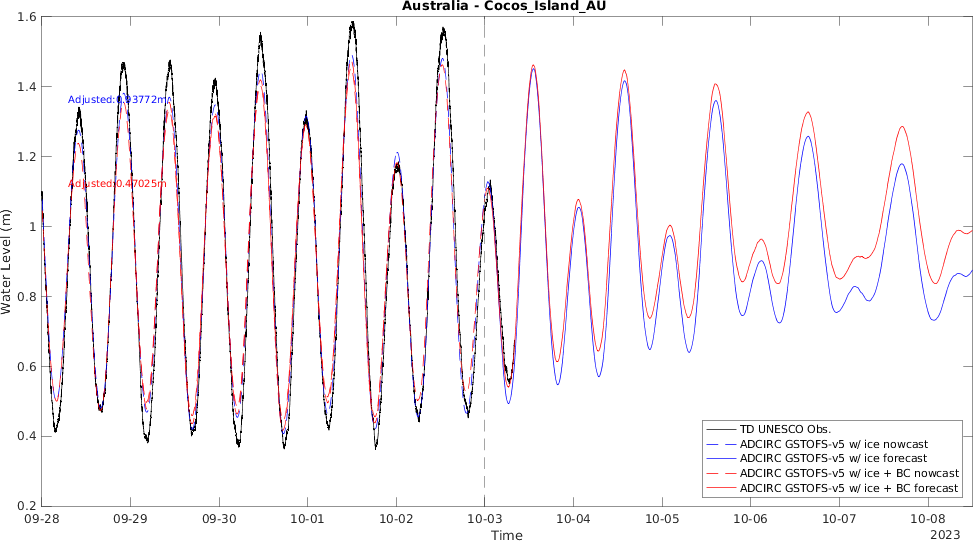 Australia - Cocos_Island_AU
1.6
1.4
1.2
1
0.8
0.6
0.4
0.2
Water Level (m)
Adjusted:0.93772m
Adjusted:0.47025m
TD UNESCO Obs.
ADCIRC GSTOFS-v5 w/ ice nowcast
ADCIRC GSTOFS-v5 w/ ice forecast
ADCIRC GSTOFS-v5 w/ ice + BC nowcast
ADCIRC GSTOFS-v5 w/ ice + BC forecast
09-28 09-29 09-30 10-01 10-02 10-03 10-04 10-05 10-06 10-07 10-08
Time
2023